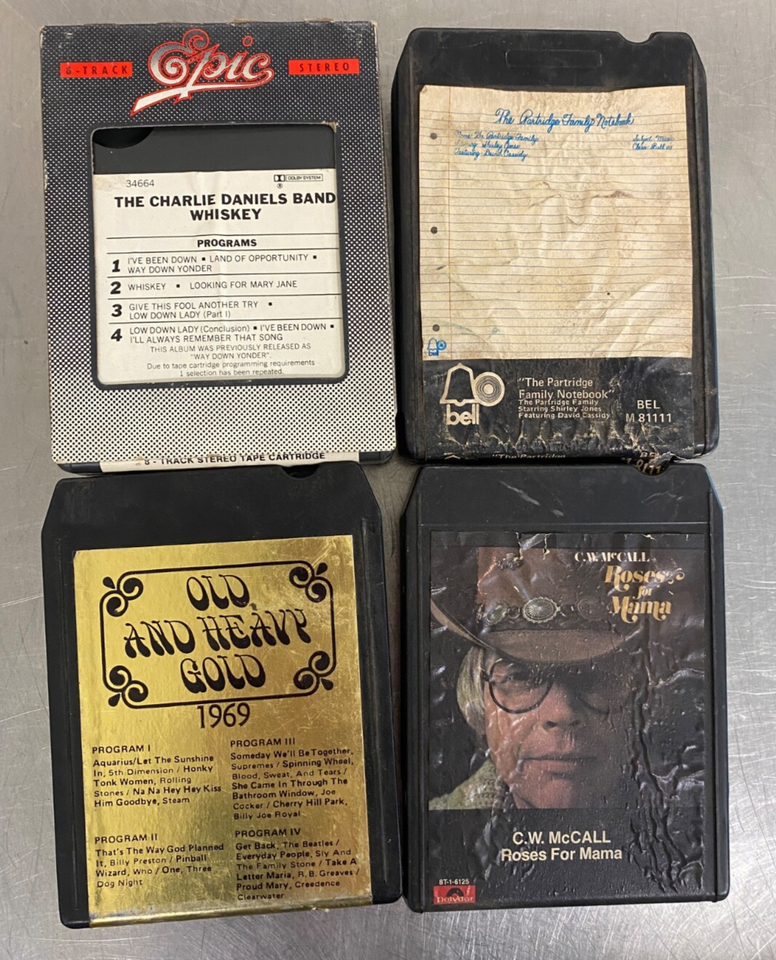 8-TRACK Epic STEREO
34664 DOLBY SYSTEM
®
THE CHARLIE DANIELS BAND
WHISKEY
PROGRAMS
1 I'VE BEEN DOWN ▪ LAND OF OPPORTUNITY ▪
WAY DOWN YONDER
2 WHISKEY ▪ LOOKING FOR MARY JANE
3 GIVE THIS FOOL ANOTHER TRY ▪
LOW DOWN LADY (Part I)
4 LOW DOWN LADY (Conclusion) ▪ I'VE BEEN DOWN ▪
I'LL ALWAYS REMEMBER THAT SONG
THIS ALBUM WAS PREVIOUSLY RELEASED AS
"WAY DOWN YONDER".
Due to tape cartridge programming requirements
1 selection has been repeated.
8 - TRACK STEREO TAPE CARTRIDGE
The Partridge Family Notebook
The Partridge Family
Shirley Jones
Featuring David Cassidy
bell
"The Partridge
Family Notebook"
The Partridge Family
Starring Shirley Jones
Featuring David Cassidy
BEL
M 81111
"The Partridge
OLD
AND HEAVY
GOLD
1969
PROGRAM I
Aquarius/Let The Sunshine
In, 5th Dimension / Honky
Tonk Women, Rolling
Stones / Na Na Hey Hey Kiss
Him Goodbye, Steam
PROGRAM II
That's The Way God Planned
It, Billy Preston / Pinball
Wizard, Who / One, Three
Dog Night
PROGRAM III
Someday We'll Be Together,
Supremes / Spinning Wheel,
Blood, Sweat, And Tears /
She Came In Through The
Bathroom Window, Joe
Cocker / Cherry Hill Park,
Billy Joe Royal
PROGRAM IV
Get Back, The Beatles /
Everyday People, Sly And
The Family Stone / Take A
Letter Maria, R.B. Greaves /
Proud Mary, Creedence
Clearwater
C.W. McCALL
Roses
for
Mama
C.W. McCALL
Roses For Mama
8T-1-6125
Polydor